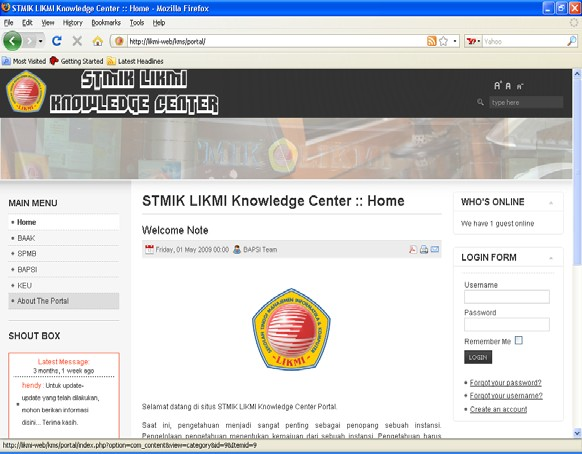 STMIK LIKMI Knowledge Center :: Home - Mozilla Firefox
File Edit View History Bookmarks Tools Help
http://likmi-web/kms/portal/
Yahoo
Most Visited Getting Started Latest Headlines
STMIK LIKMI
KNOWLEDGE CENTER
A A A
type here
MAIN MENU
Home
BAAK
SPMB
BAPSI
KEU
About The Portal
SHOUT BOX
Latest Message:
3 months, 1 week ago
hendy : Untuk update-
update yang telah dilakukan,
mohon berikan informasi
disini... Terima kasih.
STMIK LIKMI Knowledge Center :: Home
Welcome Note
Friday, 01 May 2009 00:00 BAPSI Team
SEKOLAH TINGGI MANAJEMEN INFORMATIKA & KOMPUTER
LIKMI
Selamat datang di situs STMIK LIKMI Knowledge Center Portal.
Saat ini, pengetahuan menjadi sangat penting sebagai penopang sebuah instansi.
Pengelolaan pengetahuan menentukan kemajuan dari sebuah instansi. Pengetahuan harus
WHO'S ONLINE
We have 1 guest online
LOGIN FORM
Username
Password
Remember Me
LOGIN
Forgot your password?
Forgot your username?
Create an account
http://likmi-web/kms/portal/index.php?option=com_content&view=category&id=9&Itemid=9